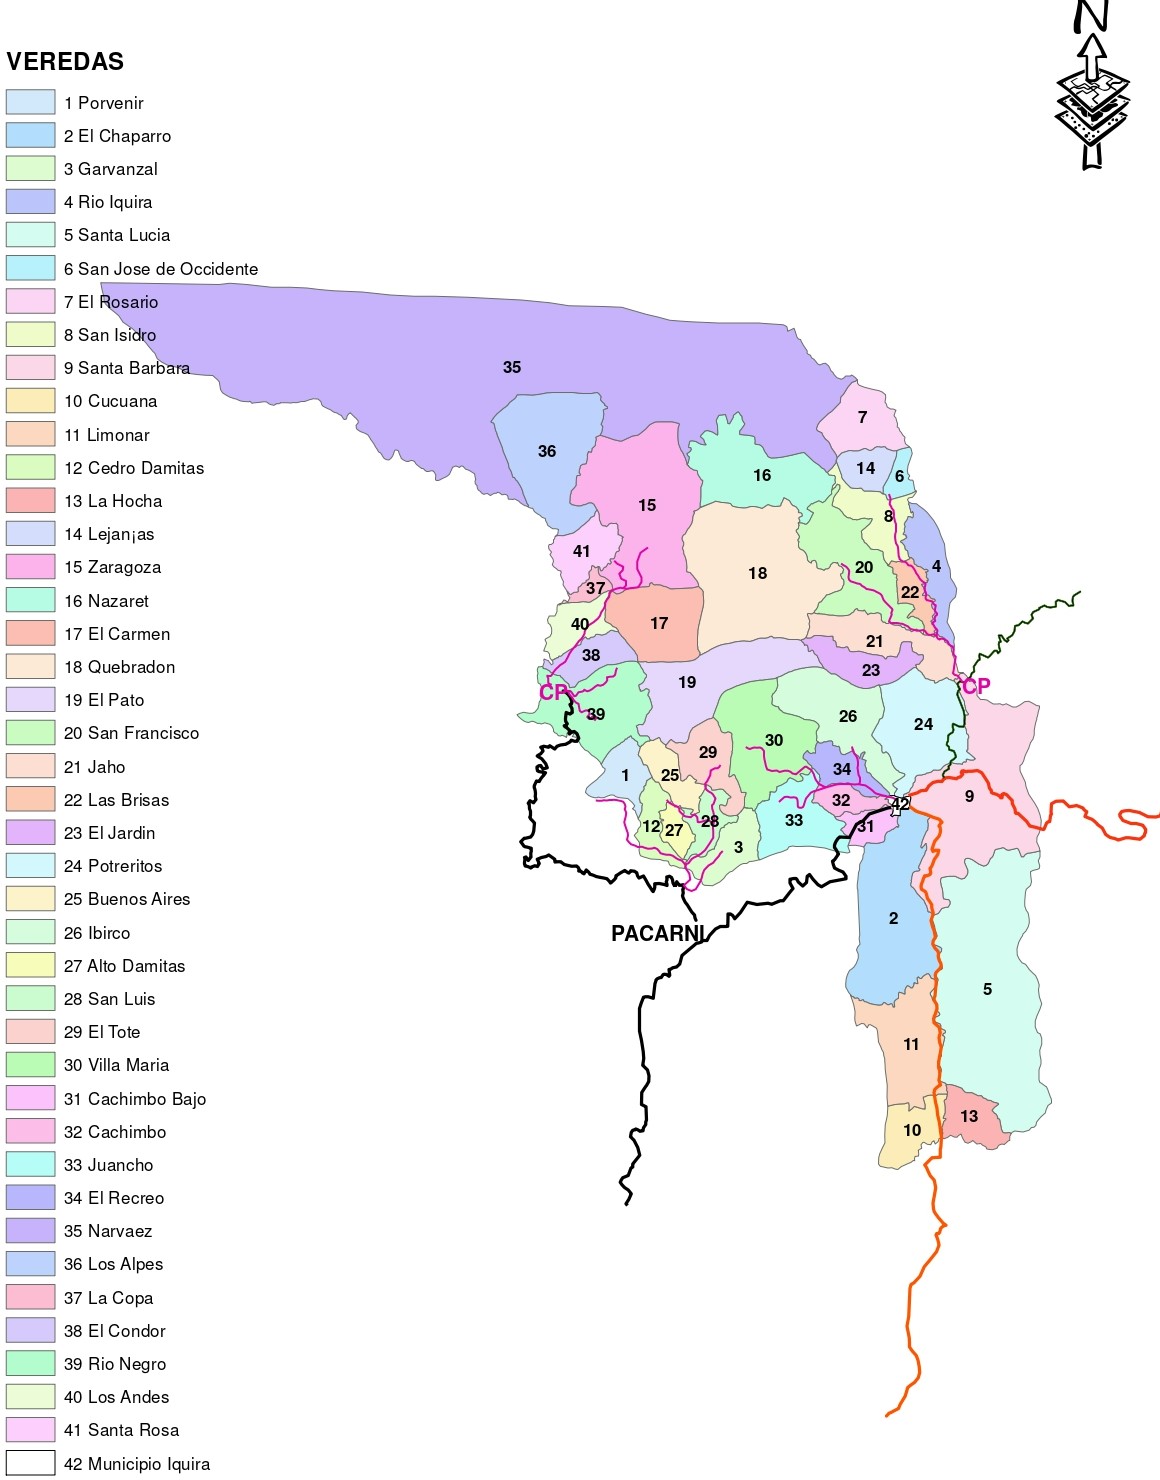 N
VEREDAS
1 Porvenir
2 El Chaparro
3 Garvanzal
4 Rio Iquira
5 Santa Lucia
6 San Jose de Occidente
7 El Rosario
8 San Isidro
9 Santa Barbara
10 Cucuana
11 Limonar
12 Cedro Damitas
13 La Hocha
14 Lejan¡as
15 Zaragoza
16 Nazaret
17 El Carmen
18 Quebradon
19 El Pato
20 San Francisco
21 Jaho
22 Las Brisas
23 El Jardin
24 Potreritos
25 Buenos Aires
26 Ibirco
27 Alto Damitas
28 San Luis
29 El Tote
30 Villa Maria
31 Cachimbo Bajo
32 Cachimbo
33 Juancho
34 El Recreo
35 Narvaez
36 Los Alpes
37 La Copa
38 El Condor
39 Rio Negro
40 Los Andes
41 Santa Rosa
42 Municipio Iquira
35
7
36
14
6
16
15
8
41
4
20
18
37
22
40
17
21
38
23
19
CP
CP
39
26
24
30
29
34
1
25
9
32
42
33
28
31
12
27
3
2
PACARNI
5
11
13
10